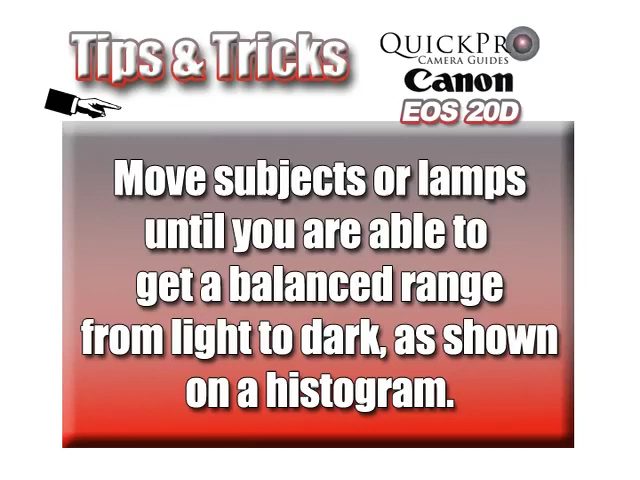 Tips & Tricks
QUICKPRO
CAMERA GUIDES
Canon
EOS 20D
Move subjects or lamps
until you are able to
get a balanced range
from light to dark, as shown
on a histogram.